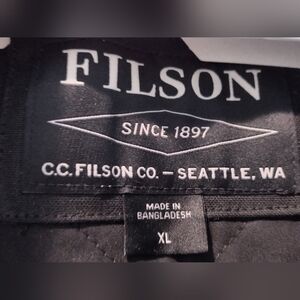 FILSON
SINCE 1897
C.C. FILSON CO. — SEATTLE, WA
MADE IN
BANGLADESH
XL